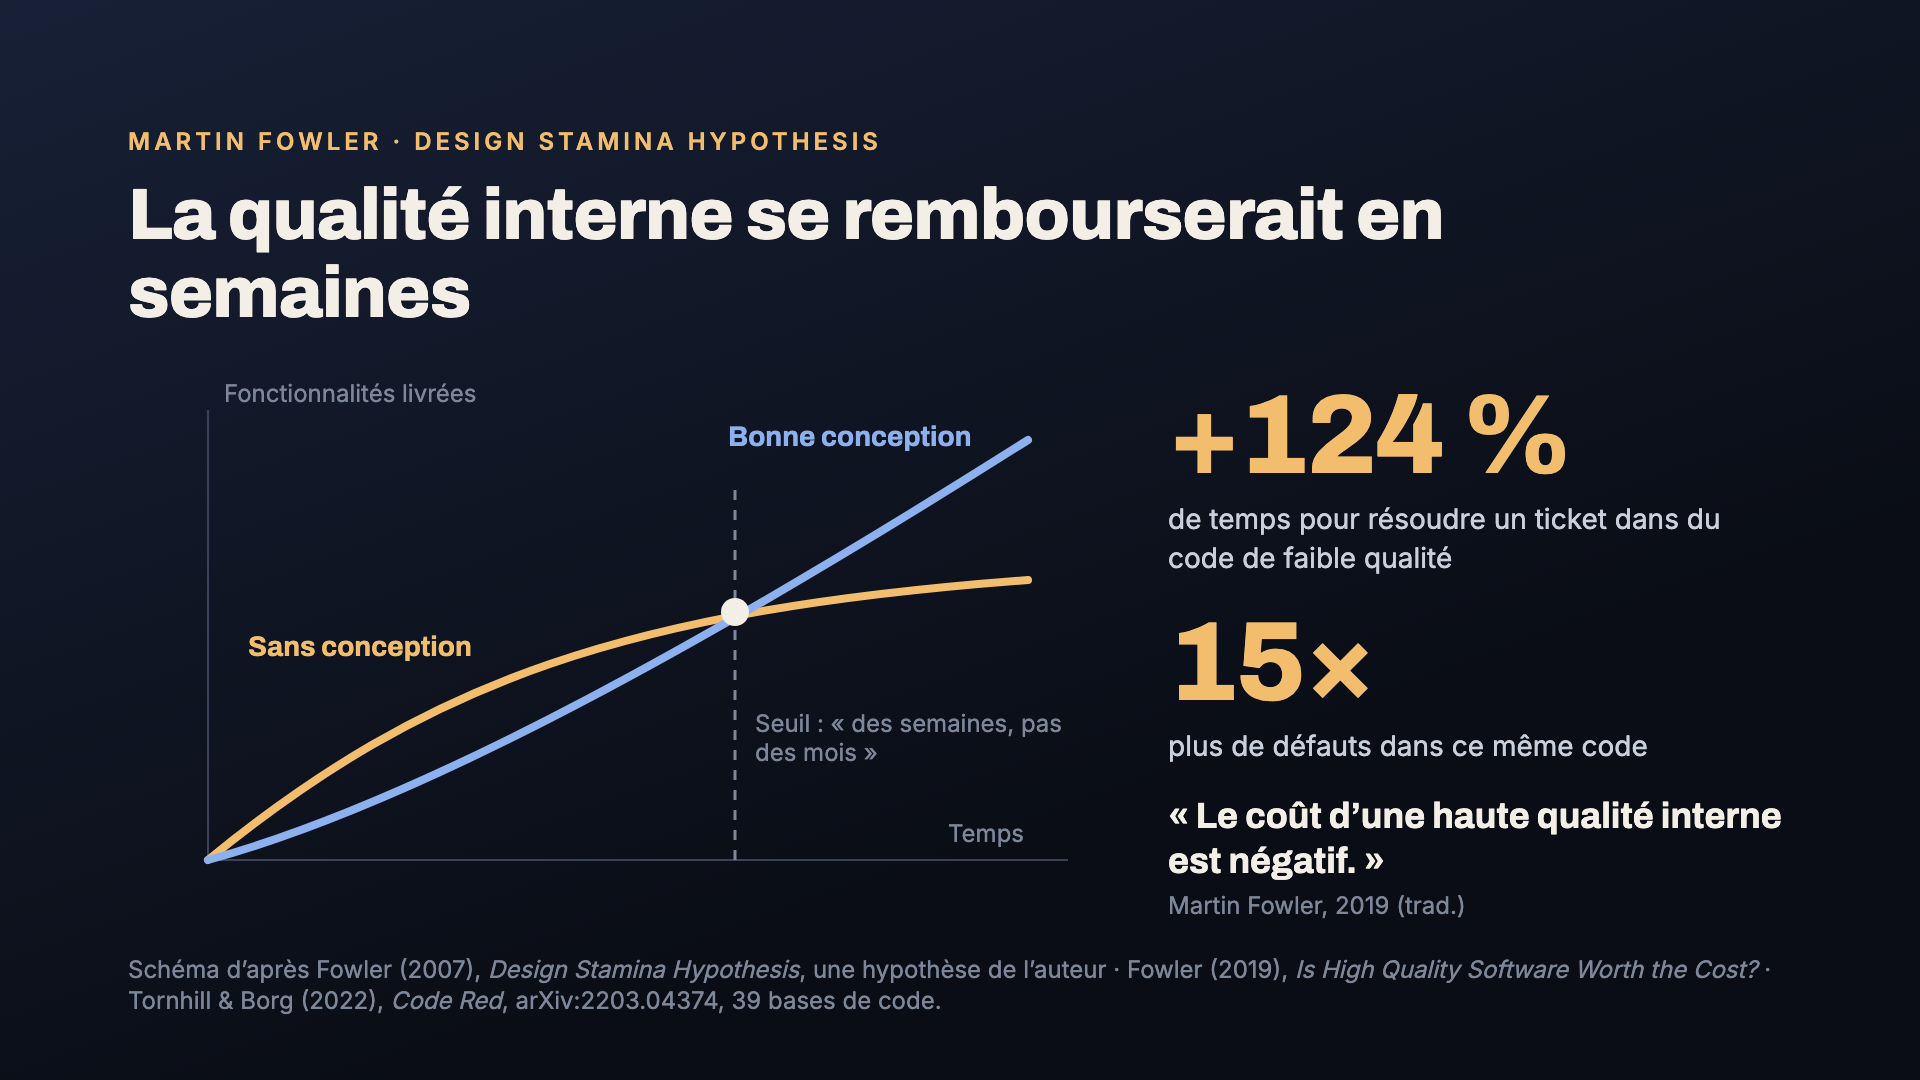 MARTIN FOWLER · DESIGN STAMINA HYPOTHESIS
La qualité interne se rembourserait en
semaines
Fonctionnalités livrées
Bonne conception
Sans conception
Seuil : « des semaines, pas
des mois »
Temps
+124 %
de temps pour résoudre un ticket dans du
code de faible qualité
15×
plus de défauts dans ce même code
« Le coût d’une haute qualité interne
est négatif. »
Martin Fowler, 2019 (trad.)
Schéma d’après Fowler (2007), Design Stamina Hypothesis, une hypothèse de l’auteur · Fowler (2019), Is High Quality Software Worth the Cost? ·
Tornhill & Borg (2022), Code Red, arXiv:2203.04374, 39 bases de code.